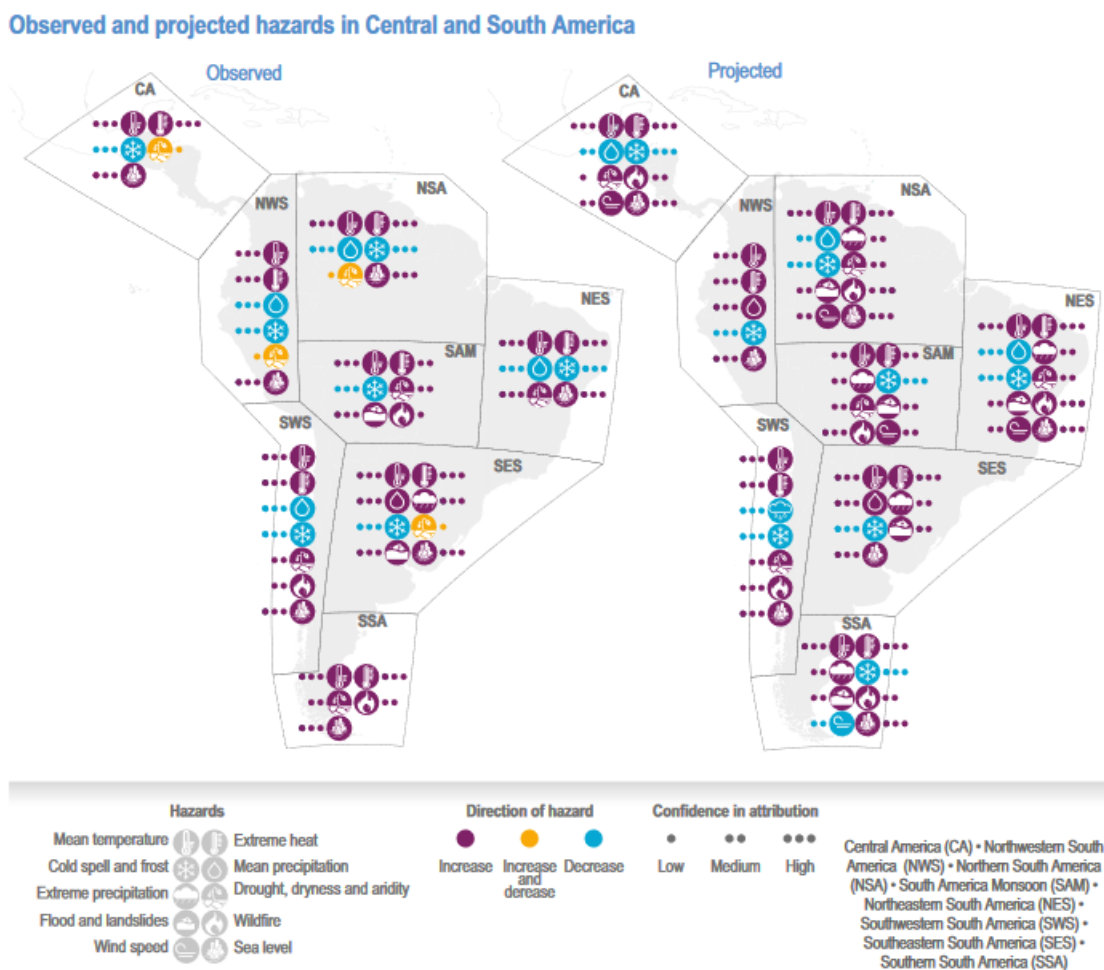 Observed and projected hazards in Central and South America
Observed
Projected
CA
NWS
NSA
NES
SAM
SWS
SES
SSA
CA
NWS
NSA
NES
SAM
SWS
SES
SSA
Hazards
Mean temperature
Extreme heat
Cold spell and frost
Mean precipitation
Extreme precipitation
Drought, dryness and aridity
Flood and landslides
Wildfire
Wind speed
Sea level
Direction of hazard
Increase
Increase
and
derease
Decrease
Confidence in attribution
Low
Medium
High
Central America (CA) • Northwestern South
America (NWS) • Northern South America
(NSA) • South America Monsoon (SAM) •
Northeastern South America (NES) •
Southwestern South America (SWS) •
Southeastern South America (SES) •
Southern South America (SSA)